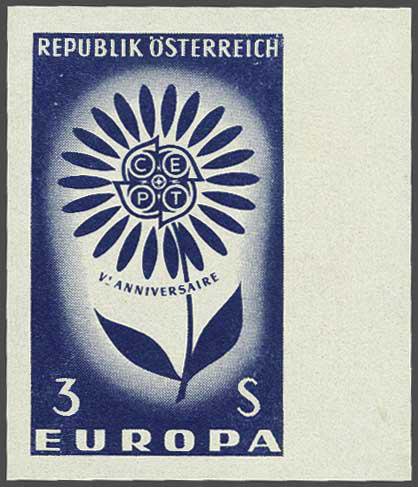 REPUBLIK ÖSTERREICH
C E
P T
Vᵉ ANNIVERSAIRE
3 S
EUROPA